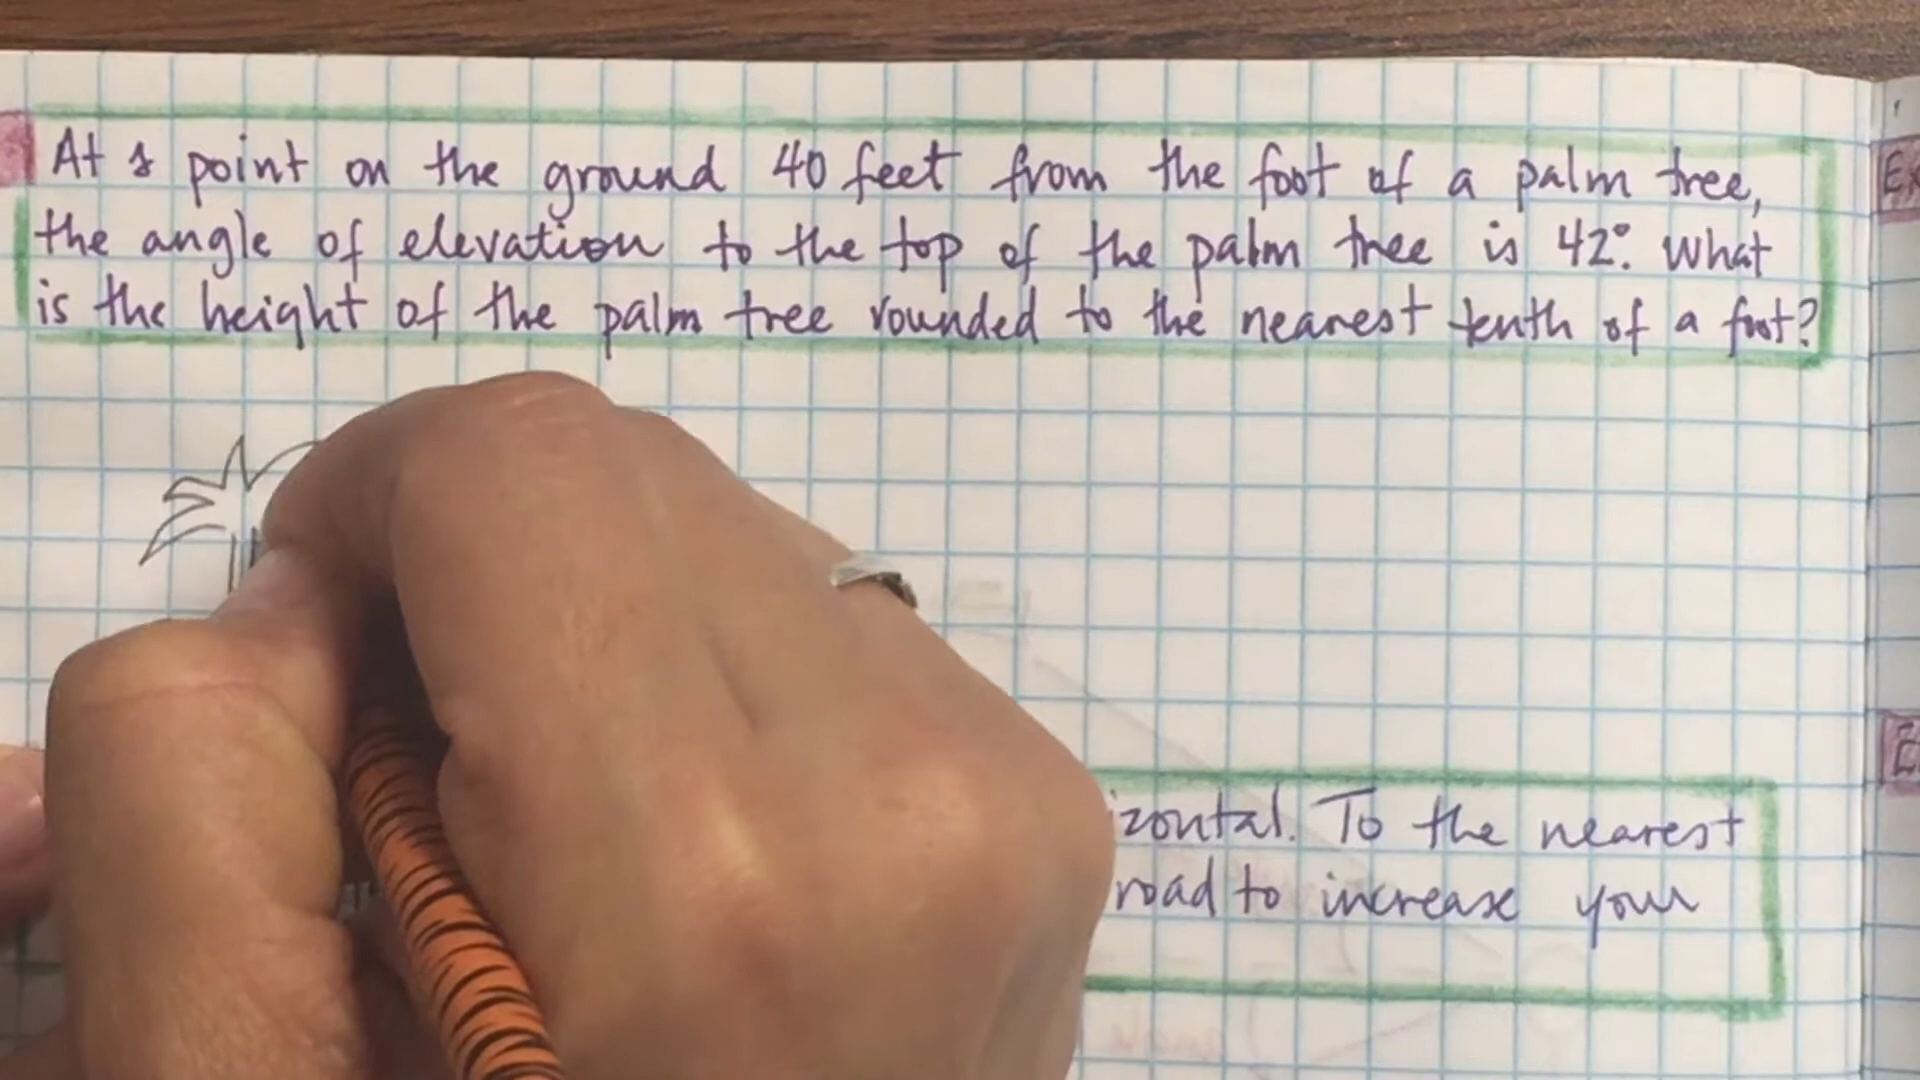 At a point on the ground 40 feet from the foot of a palm tree,
the angle of elevation to the top of the palm tree is 42°. What
is the height of the palm tree rounded to the nearest tenth of a foot?
izontal. To the nearest
road to increase your